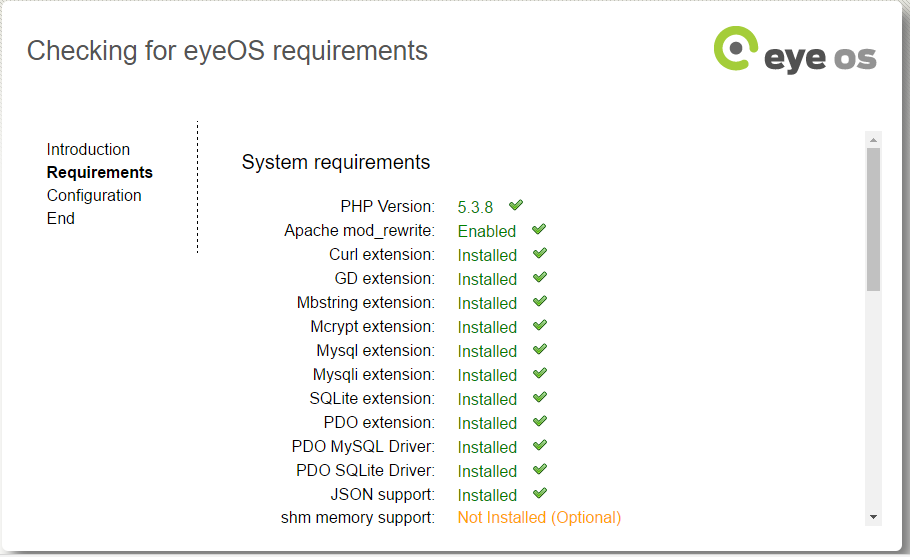 Checking for eyeOS requirements
eye os
Introduction
Requirements
Configuration
End
System requirements
PHP Version: 5.3.8
Apache mod_rewrite: Enabled
Curl extension: Installed
GD extension: Installed
Mbstring extension: Installed
Mcrypt extension: Installed
Mysql extension: Installed
Mysqli extension: Installed
SQLite extension: Installed
PDO extension: Installed
PDO MySQL Driver: Installed
PDO SQLite Driver: Installed
JSON support: Installed
shm memory support: Not Installed (Optional)